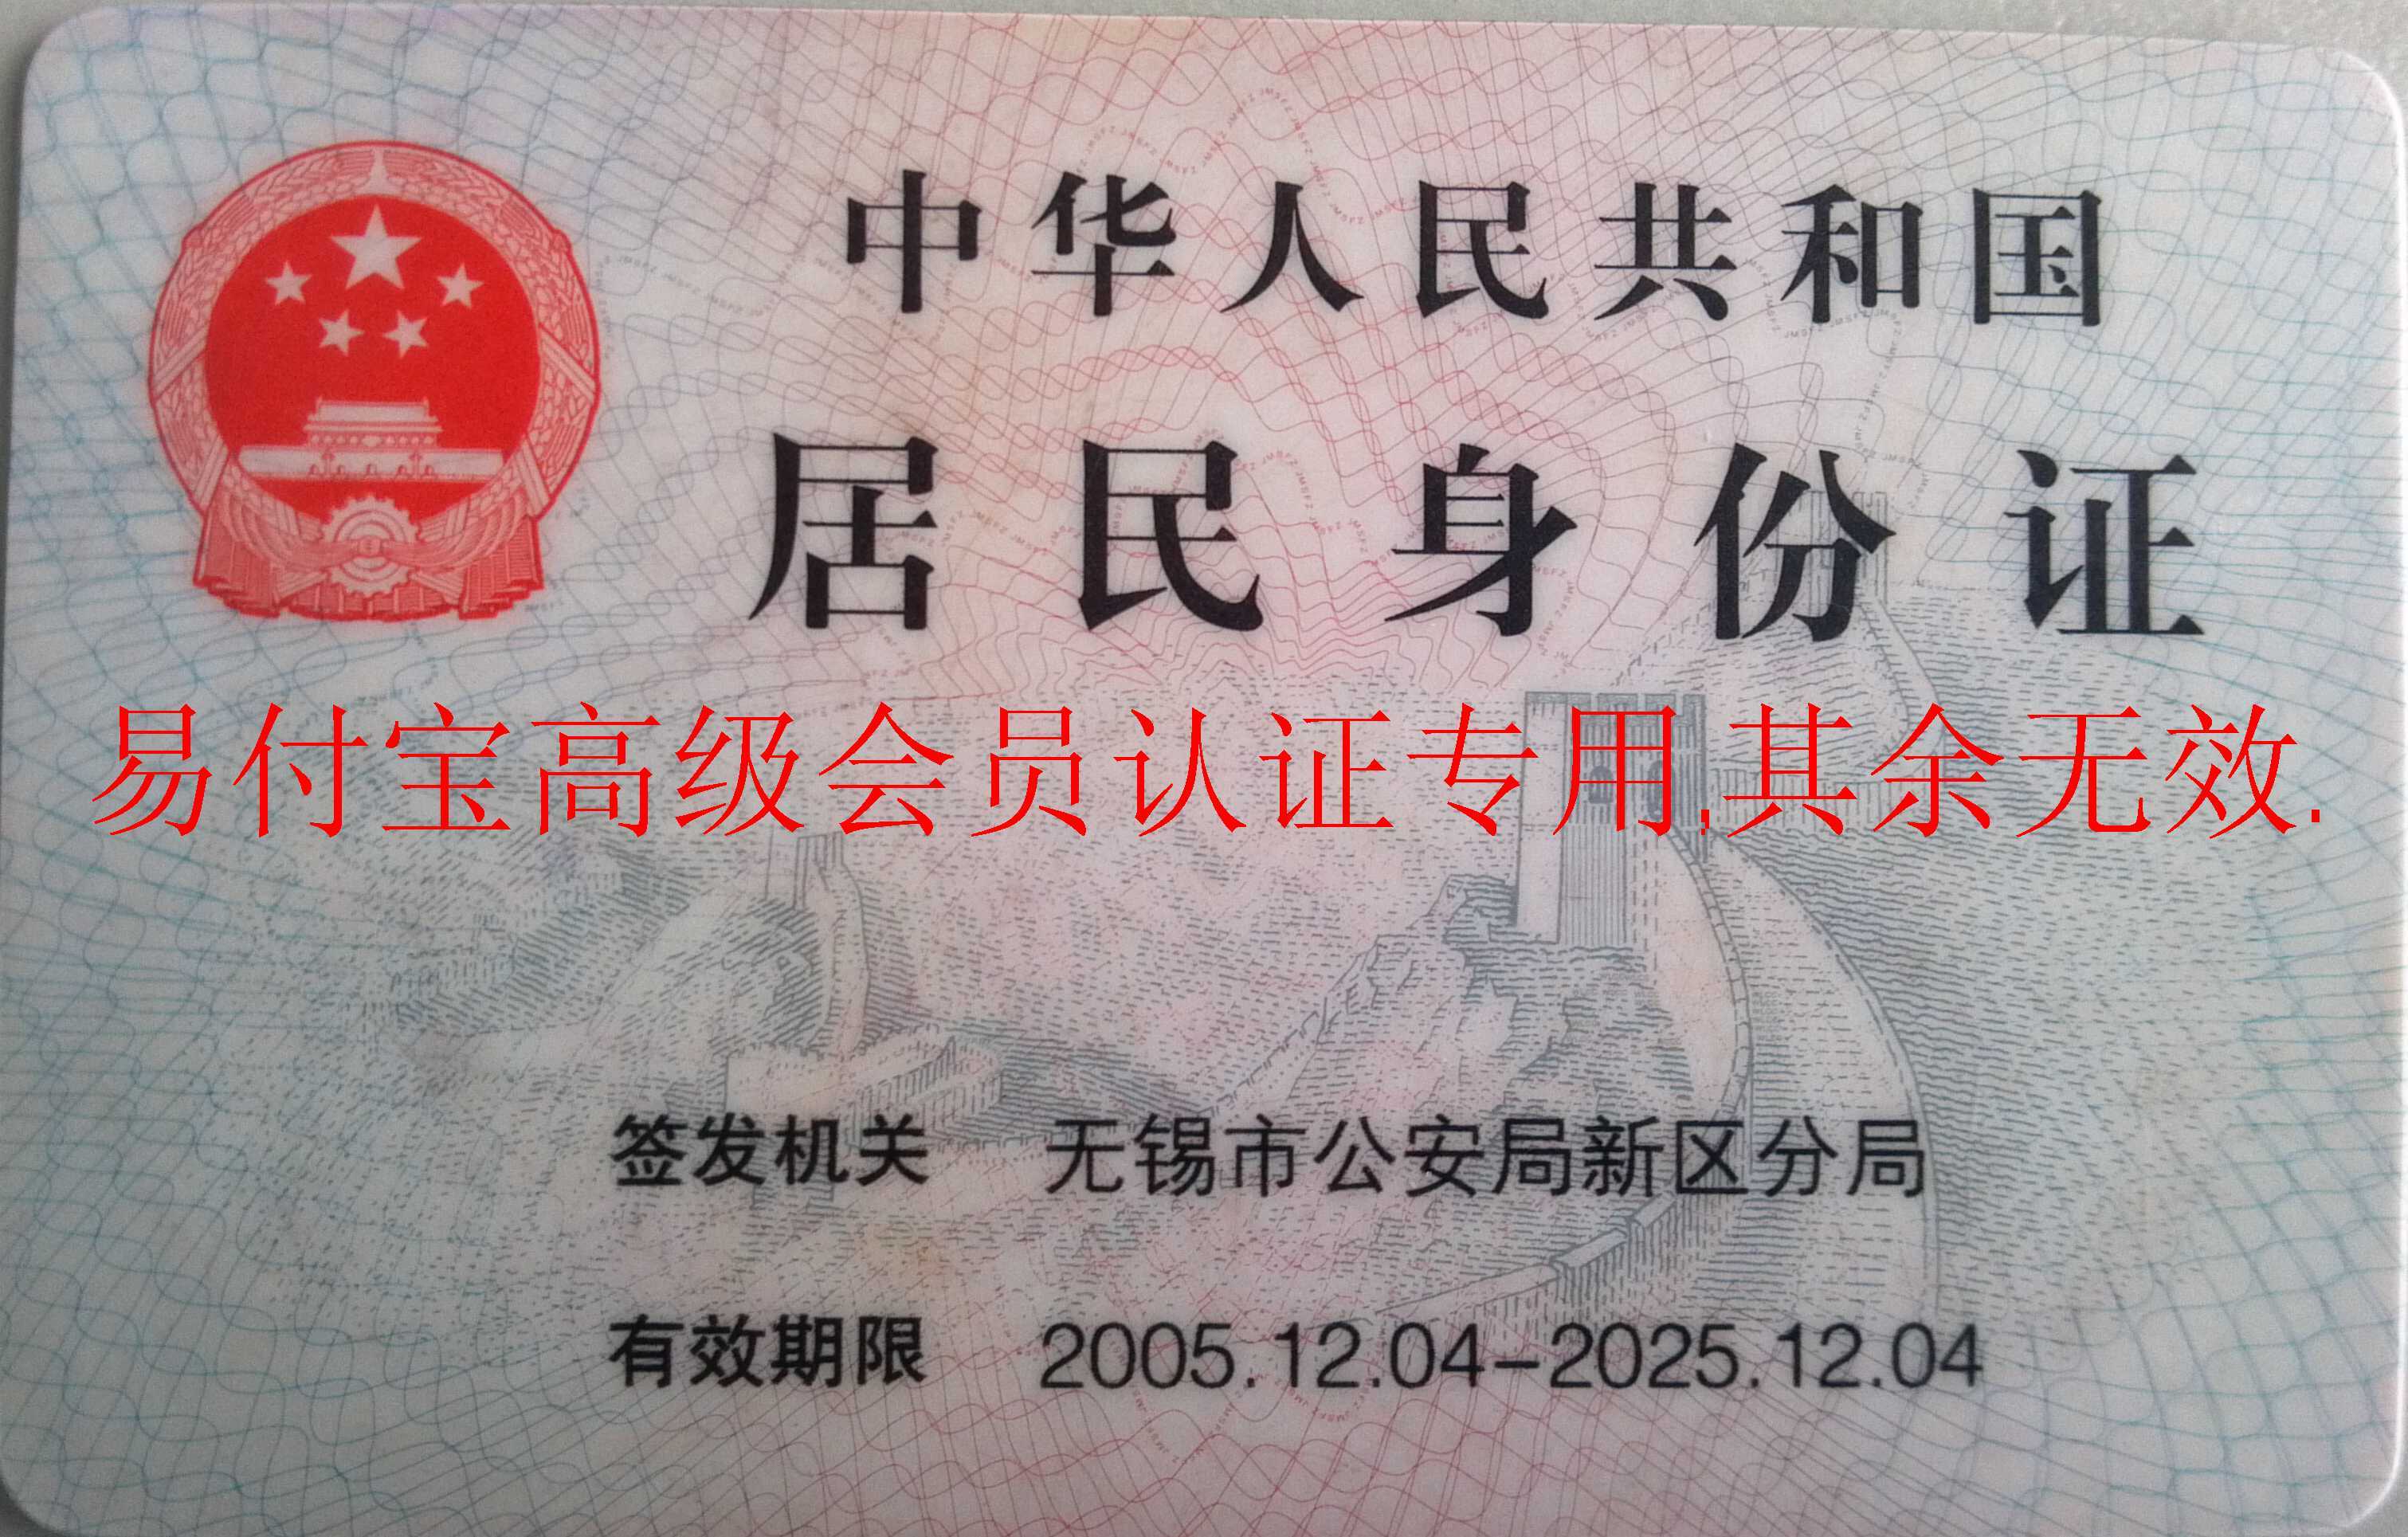 中华人民共和国
居民身份证
易付宝高级会员认证专用,其余无效.
签发机关 无锡市公安局新区分局
有效期限 2005.12.04-2025.12.04